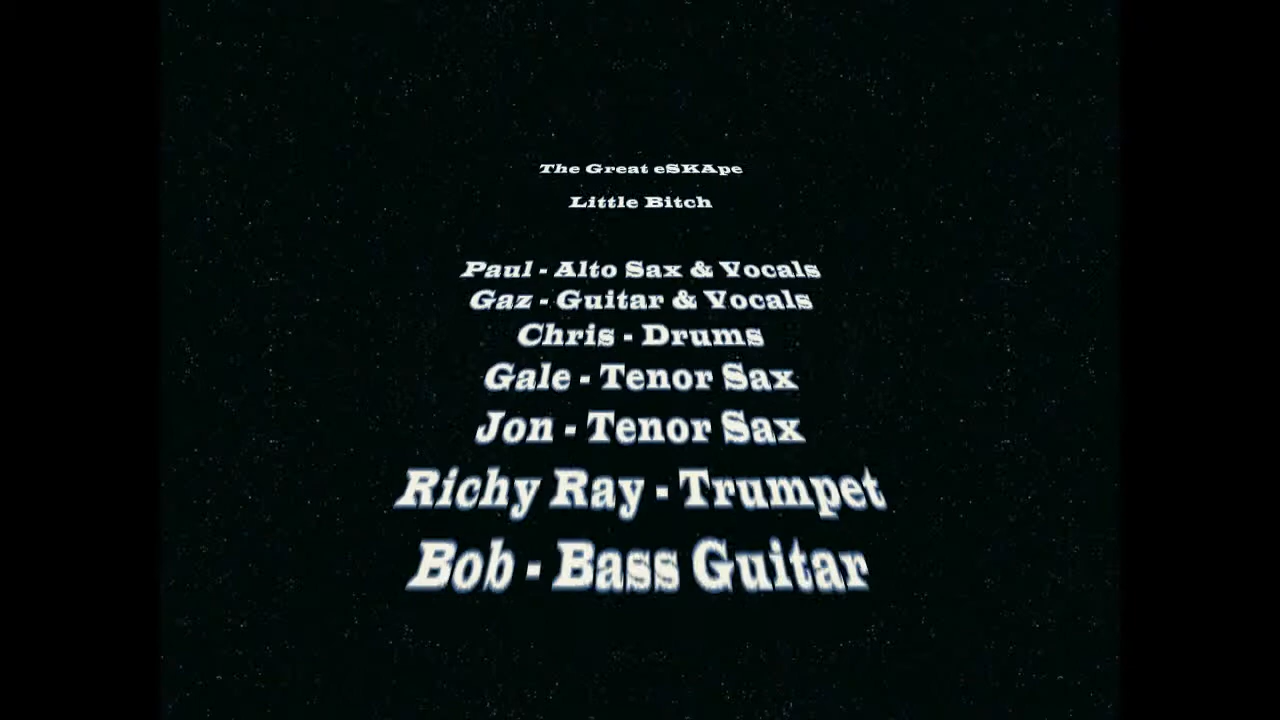 The Great eSKApe
Little Bitch
Paul - Alto Sax & Vocals
Gaz - Guitar & Vocals
Chris - Drums
Gale - Tenor Sax
Jon - Tenor Sax
Richy Ray - Trumpet
Bob - Bass Guitar